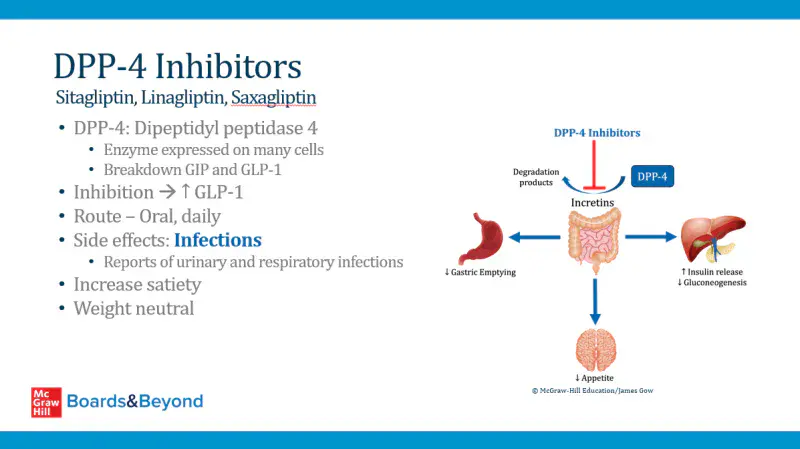 DPP-4 Inhibitors
Sitagliptin, Linagliptin, Saxagliptin
• DPP-4: Dipeptidyl peptidase 4
• Enzyme expressed on many cells
• Breakdown GIP and GLP-1
• Inhibition → ↑ GLP-1
• Route – Oral, daily
• Side effects: Infections
• Reports of urinary and respiratory infections
• Increase satiety
• Weight neutral
DPP-4 Inhibitors
Degradation
products
DPP-4
Incretins
↓ Gastric Emptying
↑ Insulin release
↓ Gluconeogenesis
↓ Appetite
© McGraw-Hill Education/James Gow
Mc
Graw
Hill
Boards&Beyond